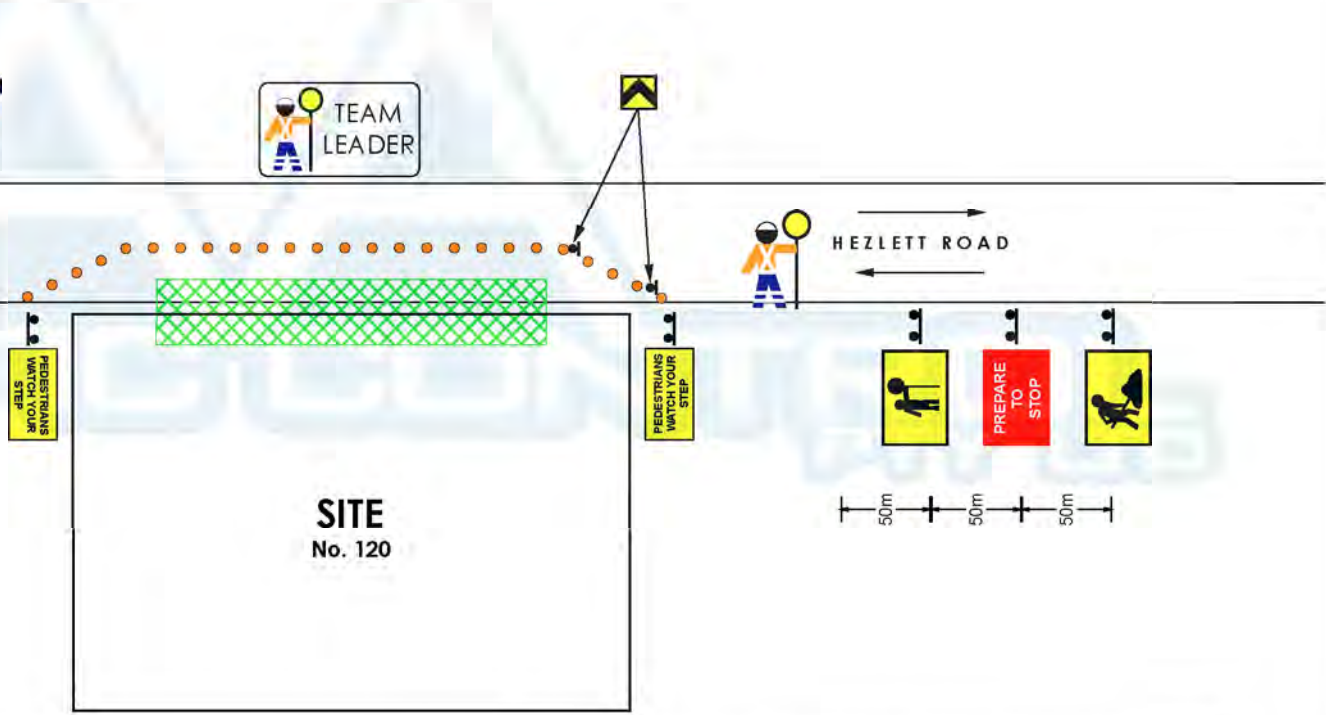 TEAM
LEADER
HEZLETT ROAD
PEDESTRIANS
WATCH YOUR
STEP
PEDESTRIANS
WATCH YOUR
STEP
PREPARE
TO
STOP
50m
50m
50m
SITE
No. 120